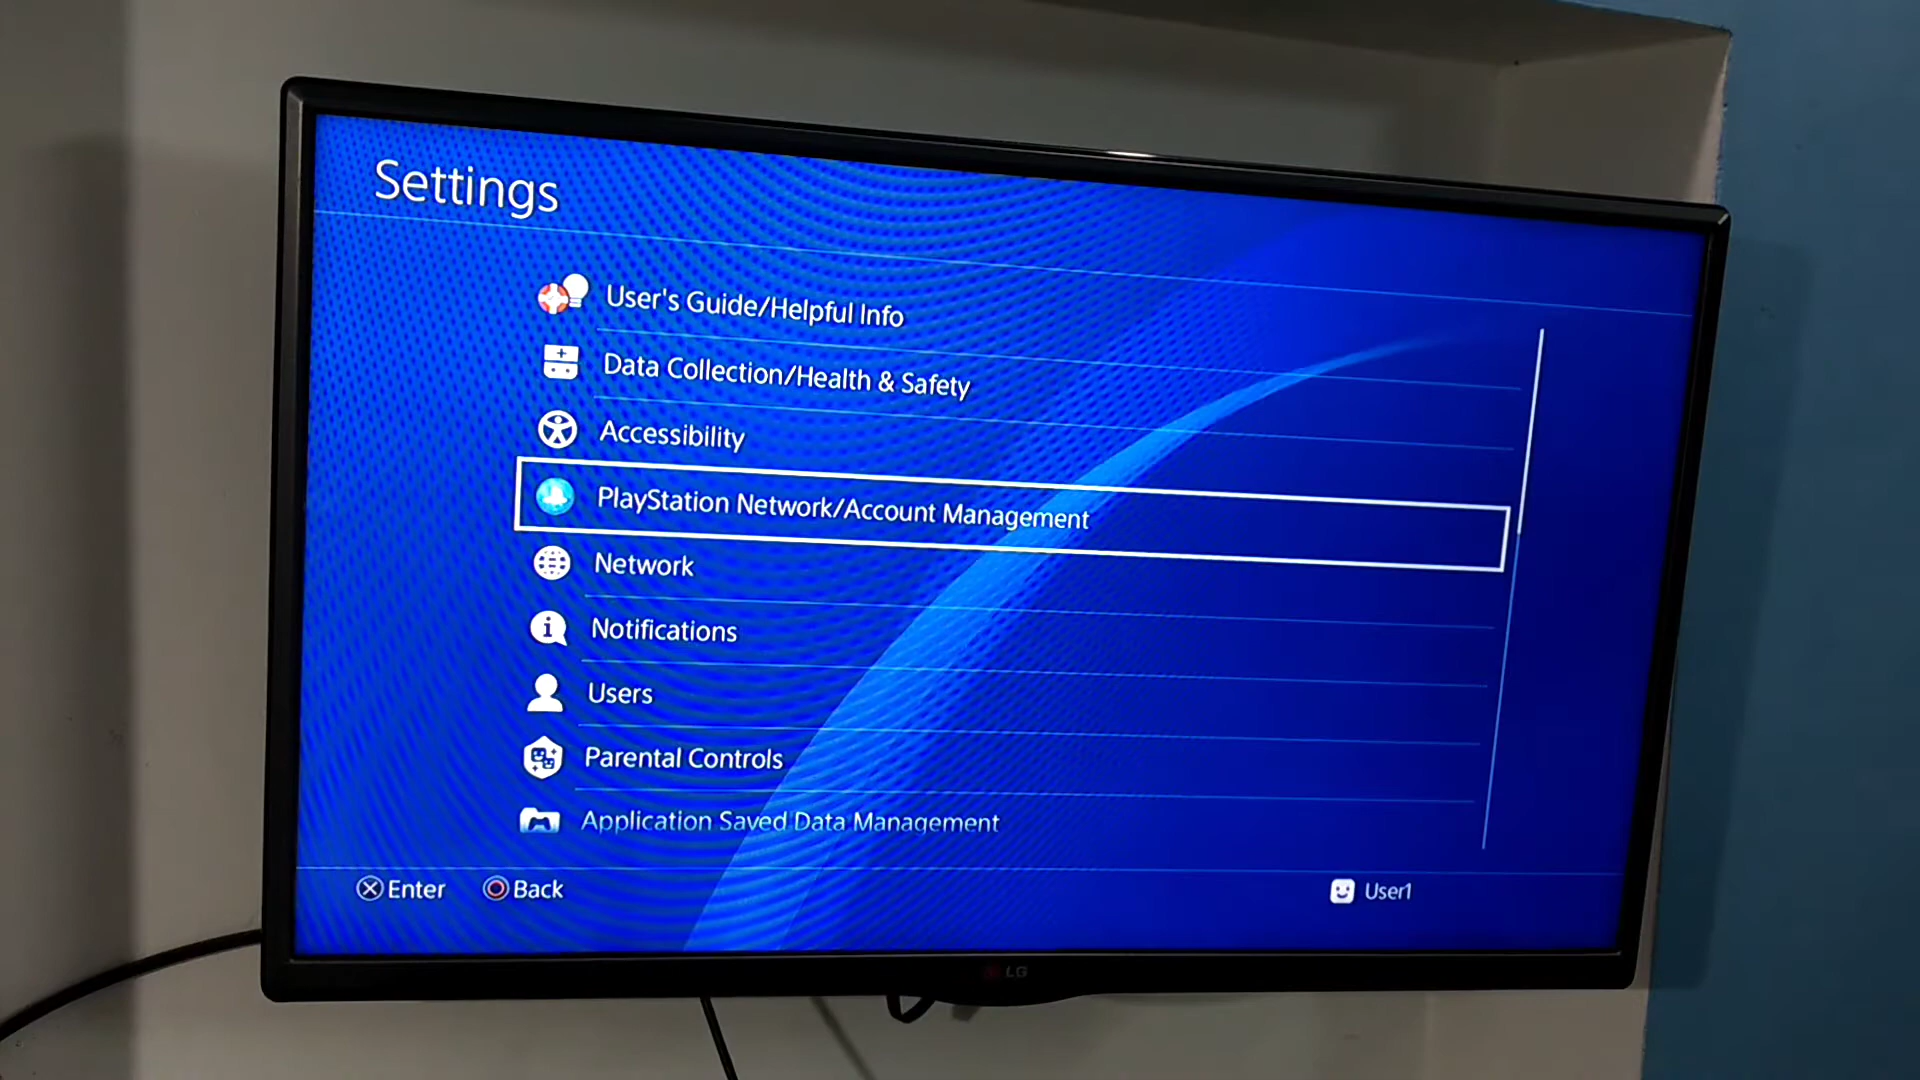 Settings
User's Guide/Helpful Info
Data Collection/Health & Safety
Accessibility
PlayStation Network/Account Management
Network
Notifications
Users
Parental Controls
Application Saved Data Management
Enter
Back
User1
LG